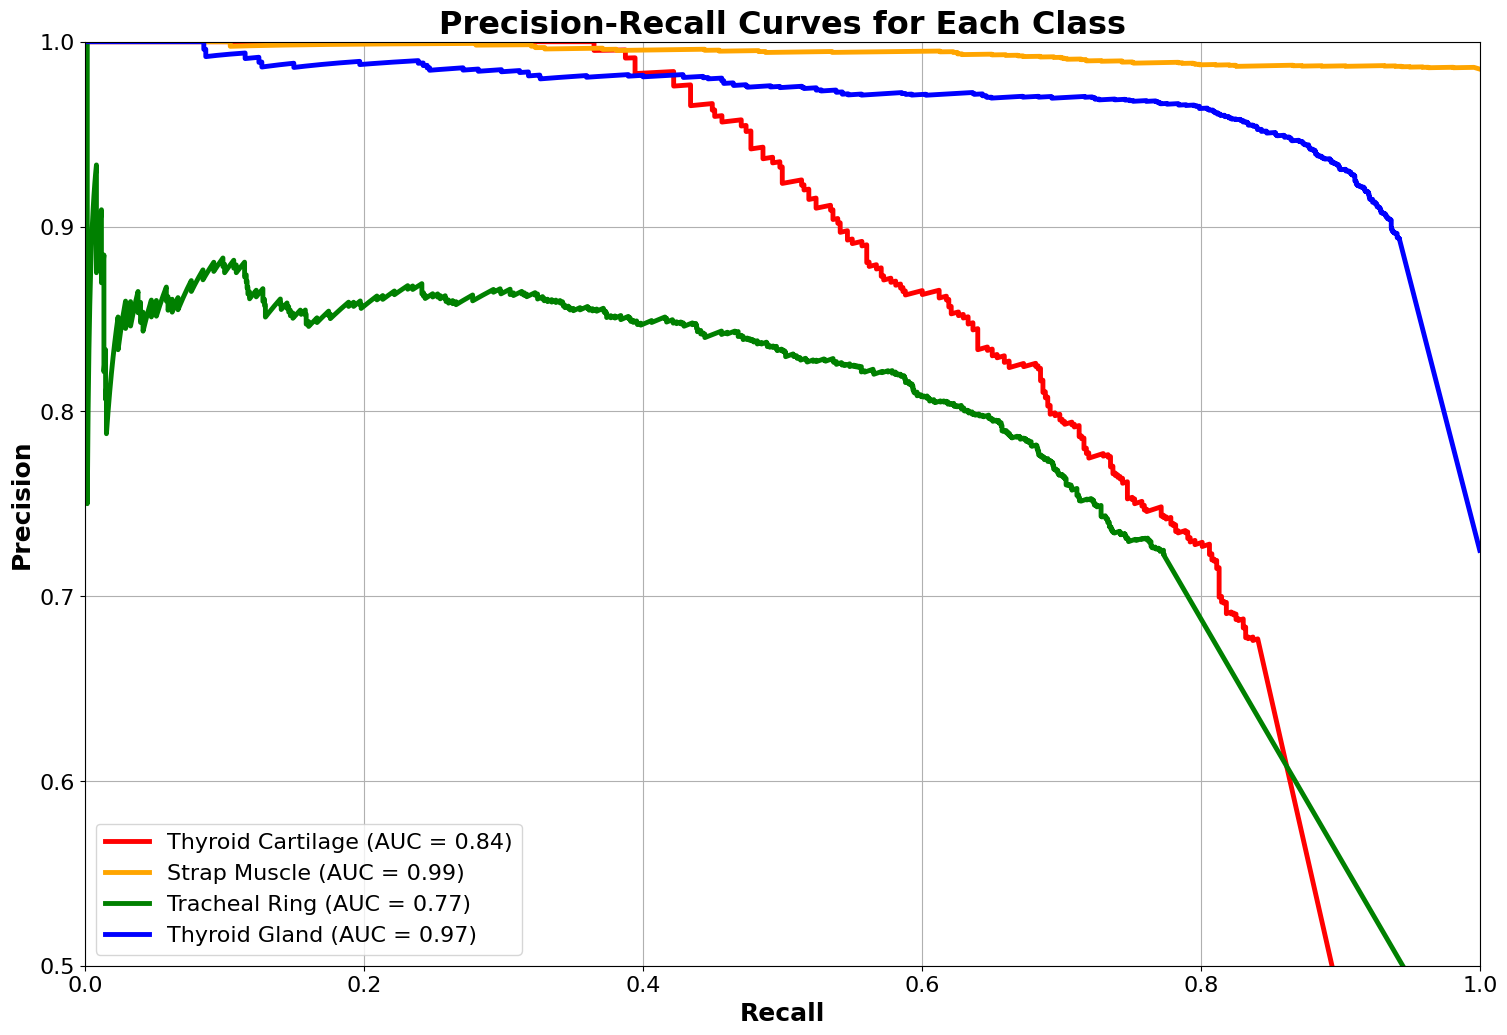 Precision-Recall Curves for Each Class
1.0
0.9
0.8
0.7
0.6
0.5
Precision
Thyroid Cartilage (AUC = 0.84)
Strap Muscle (AUC = 0.99)
Tracheal Ring (AUC = 0.77)
Thyroid Gland (AUC = 0.97)
0.0 0.2 0.4 0.6 0.8 1.0
Recall